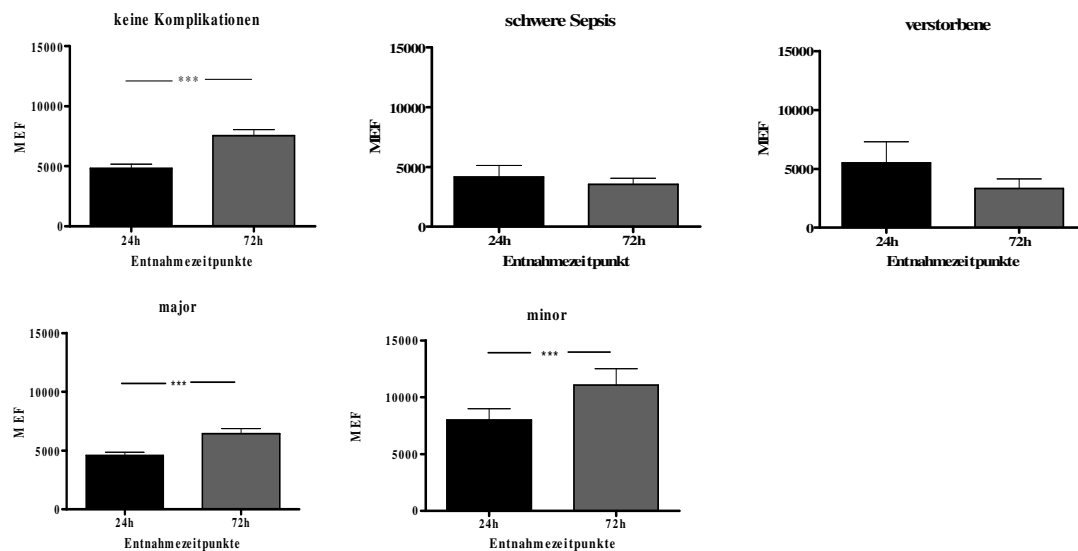 keine Komplikationen
15000
10000
5000
0
MEF
***
24h
72h
Entnahmezeitpunkte
schwere Sepsis
15000
10000
5000
0
MEF
24h
72h
Entnahmezeitpunkt
verstorbene
15000
10000
5000
0
MEF
24h
72h
Entnahmezeitpunkte
major
15000
10000
5000
0
MEF
***
24h
72h
Entnahmezeitpunkte
minor
15000
10000
5000
0
MEF
***
24h
72h
Entnahmezeitpunkte